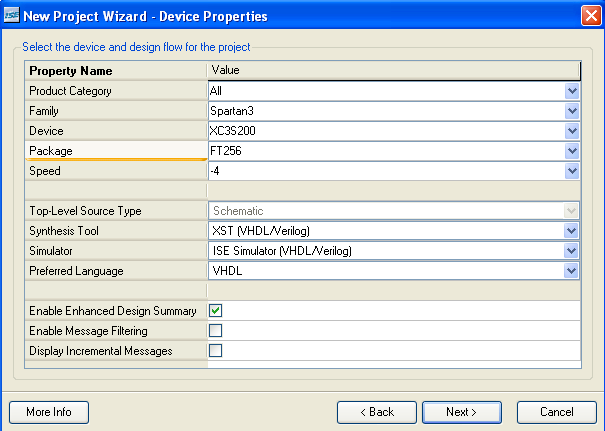 ISE New Project Wizard - Device Properties
Select the device and design flow for the project
Property Name Value
Product Category All
Family Spartan3
Device XC3S200
Package FT256
Speed -4
Top-Level Source Type Schematic
Synthesis Tool XST (VHDL/Verilog)
Simulator ISE Simulator (VHDL/Verilog)
Preferred Language VHDL
Enable Enhanced Design Summary
Enable Message Filtering
Display Incremental Messages
More Info < Back Next > Cancel